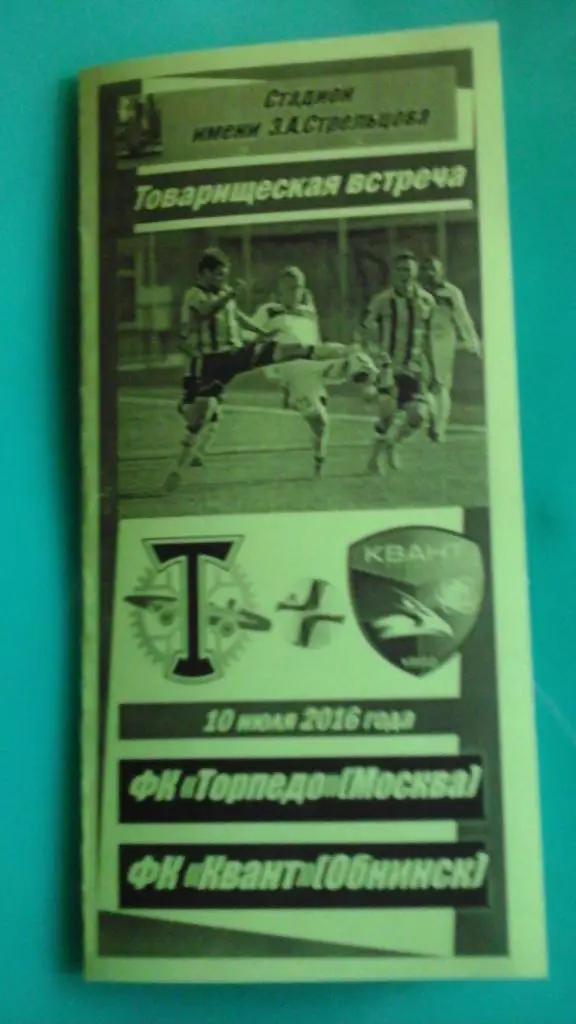 Стадион
имени Э.А.Стрельцова
Товарищеская встреча
Т
КВАНТ
10 июля 2016 года
ФК «Торпедо»(Москва)
ФК «Квант»(Обнинск)